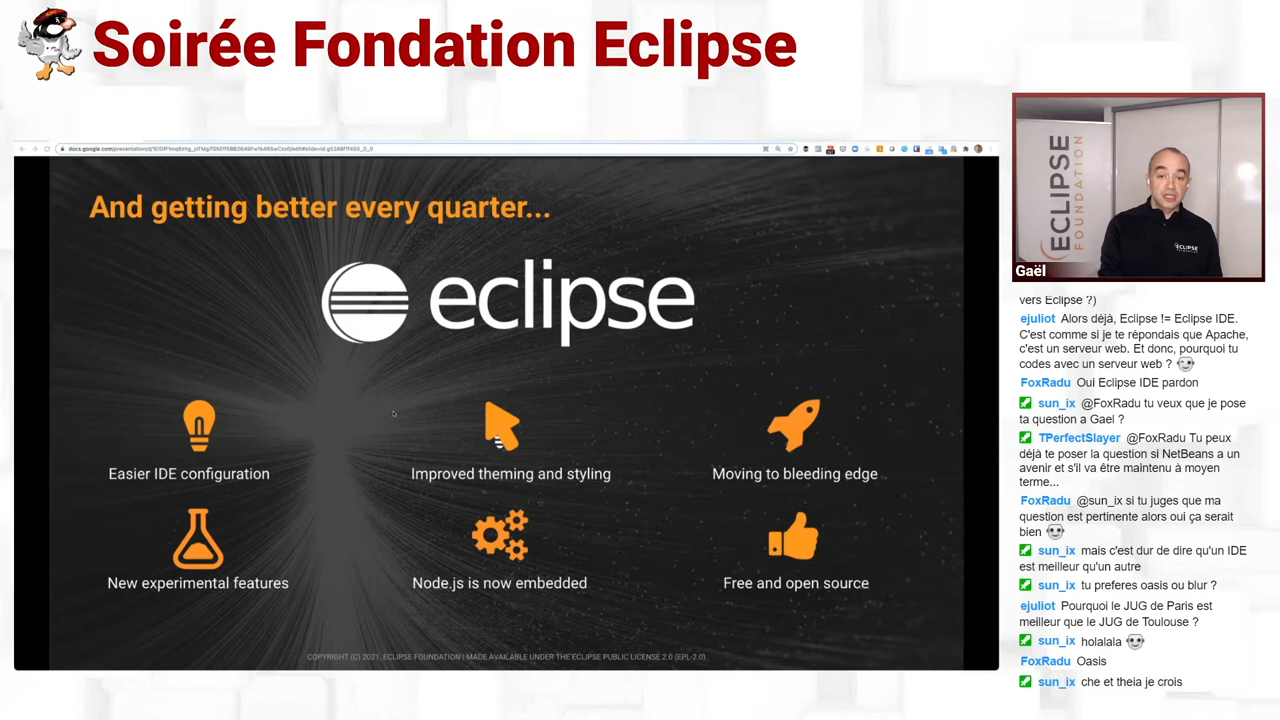 Soirée Fondation Eclipse
And getting better every quarter...
eclipse
Easier IDE configuration
Improved theming and styling
Moving to bleeding edge
New experimental features
Node.js is now embedded
Free and open source
COPYRIGHT (C) 2021, ECLIPSE FOUNDATION | MADE AVAILABLE UNDER THE ECLIPSE PUBLIC LICENSE 2.0 (EPL-2.0)
ECLIPSE
FOUNDATION
ECLIPSE
Gaël
vers Eclipse ?)
ejuliot Alors déjà, Eclipse != Eclipse IDE.
C'est comme si je te répondais que Apache,
c'est un serveur web. Et donc, pourquoi tu
codes avec un serveur web ?
FoxRadu Oui Eclipse IDE pardon
sun_ix @FoxRadu tu veux que je pose
ta question a Gael ?
TPerfectSlayer @FoxRadu Tu peux
déjà te poser la question si NetBeans a un
avenir et s'il va être maintenu à moyen
terme...
FoxRadu @sun_ix si tu juges que ma
question est pertinente alors oui ça serait
bien
sun_ix mais c'est dur de dire qu'un IDE
est meilleur qu'un autre
sun_ix tu preferes oasis ou blur ?
ejuliot Pourquoi le JUG de Paris est
meilleur que le JUG de Toulouse ?
sun_ix holalala
FoxRadu Oasis
sun_ix che et theia je crois